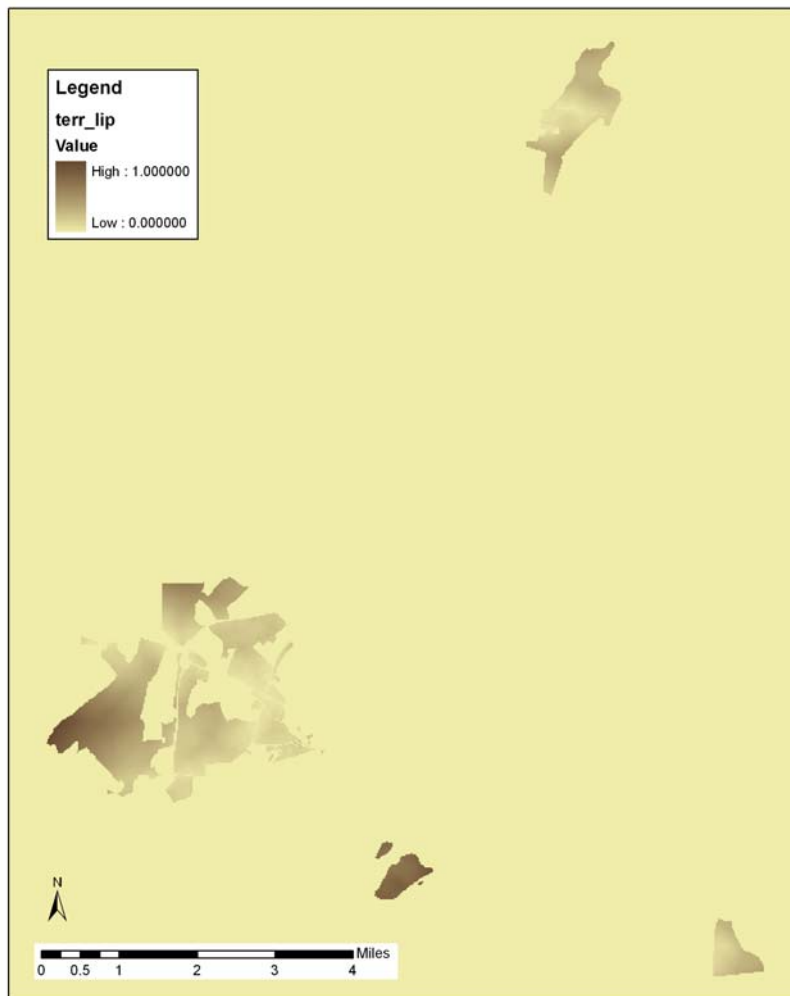 Legend
terr_lip
Value
High : 1.000000
Low : 0.000000
N
Miles
0 0.5 1 2 3 4